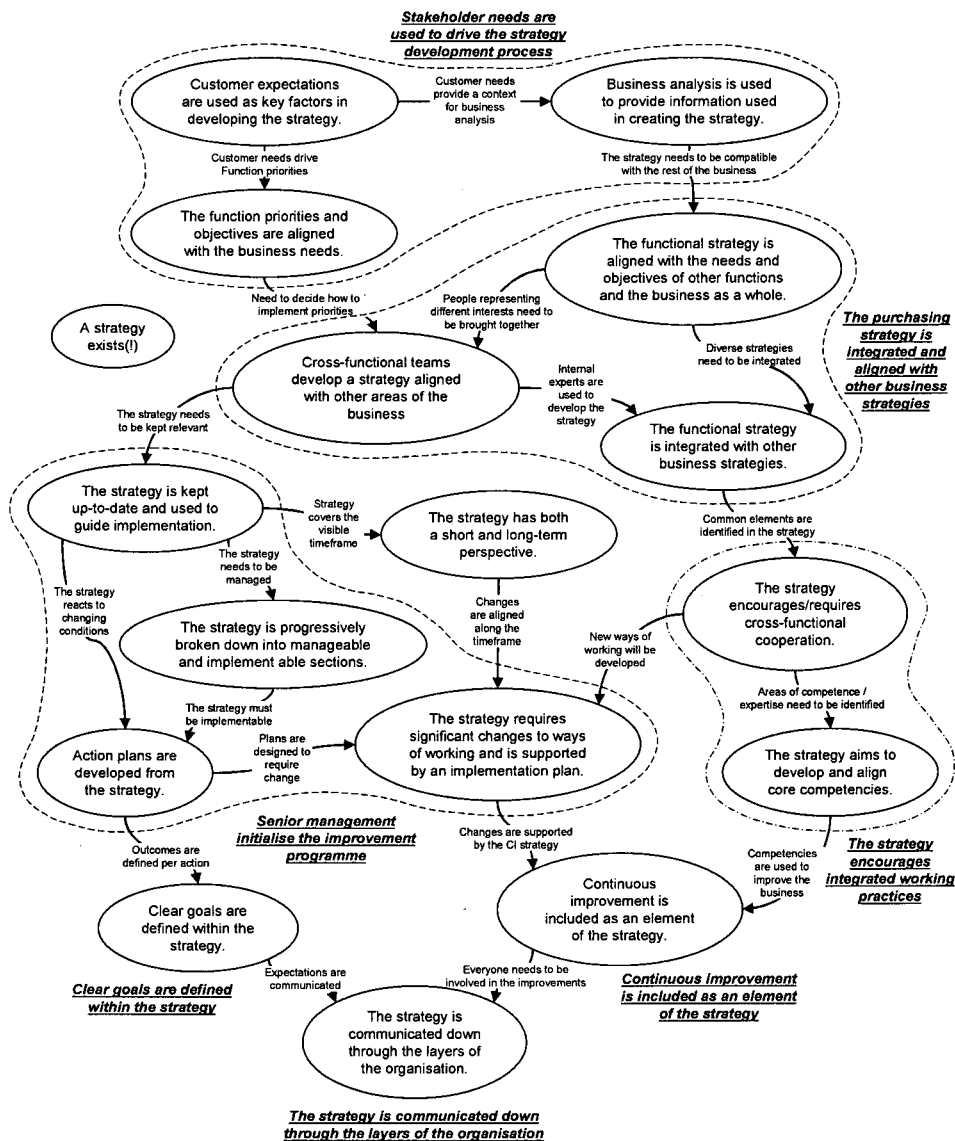 Stakeholder needs are
used to drive the strategy
development process
Customer expectations
are used as key factors in
developing the strategy.
Customer needs
provide a context
for business
analysis
Business analysis is used
to provide information used
in creating the strategy.
Customer needs drive
Function priorities
The strategy needs to be compatible
with the rest of the business
The function priorities and
objectives are aligned
with the business needs.
The functional strategy is
aligned with the needs and
objectives of other functions
and the business as a whole.
Need to decide how to
implement priorities
People representing
different interests need to
be brought together
A strategy
exists(!)
The purchasing
strategy is
integrated and
aligned with
other business
strategies
Diverse strategies
need to be integrated
Cross-functional teams
develop a strategy aligned
with other areas of the
business
Internal
experts are
used to
develop the
strategy
The strategy needs
to be kept relevant
The functional strategy
is integrated with other
business strategies.
The strategy is kept
up-to-date and used to
guide implementation.
Strategy
covers the
visible
timeframe
The strategy has both
a short and long-term
perspective.
Common elements are
identified in the strategy
The strategy
needs to be
managed
The strategy
reacts to
changing
conditions
The strategy
encourages/requires
cross-functional
cooperation.
Changes
are aligned
along the
timeframe
The strategy is progressively
broken down into manageable
and implement able sections.
New ways of
working will be
developed
The strategy must
be implementable
Areas of competence /
expertise need to be
identified
Action plans are
developed from
the strategy.
Plans are
designed to
require
change
The strategy requires
significant changes to ways
of working and is supported
by an implementation plan.
The strategy aims to
develop and align
core competencies.
Senior management
initialise the improvement
programme
Changes are supported
by the CI strategy
Outcomes are
defined per action
Competencies
are used to
improve the
business
The strategy
encourages
integrated working
practices
Clear goals are
defined within the
strategy.
Continuous
improvement is
included as an element
of the strategy.
Expectations are
communicated
Everyone needs to be
involved in the improvements
Clear goals are defined
within the strategy
Continuous improvement
is included as an element
of the strategy
The strategy is
communicated down
through the layers of
the organisation.
The strategy is communicated down
through the layers of the organisation